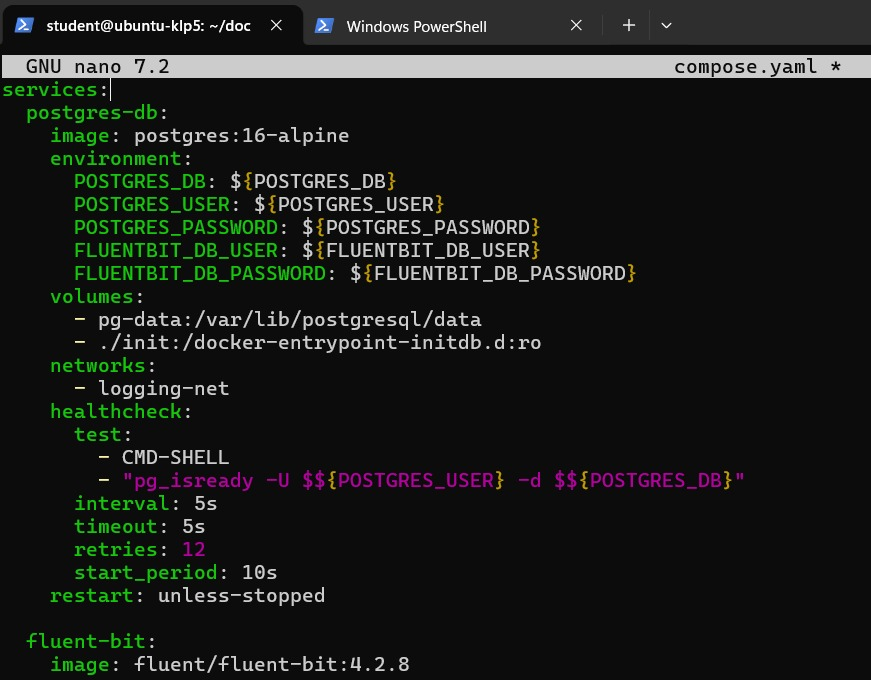 student@ubuntu-klp5: ~/doc
Windows PowerShell
GNU nano 7.2 compose.yaml *
services:
  postgres-db:
    image: postgres:16-alpine
    environment:
      POSTGRES_DB: ${POSTGRES_DB}
      POSTGRES_USER: ${POSTGRES_USER}
      POSTGRES_PASSWORD: ${POSTGRES_PASSWORD}
      FLUENTBIT_DB_USER: ${FLUENTBIT_DB_USER}
      FLUENTBIT_DB_PASSWORD: ${FLUENTBIT_DB_PASSWORD}
    volumes:
      - pg-data:/var/lib/postgresql/data
      - ./init:/docker-entrypoint-initdb.d:ro
    networks:
      - logging-net
    healthcheck:
      test:
        - CMD-SHELL
        - "pg_isready -U $${POSTGRES_USER} -d $${POSTGRES_DB}"
      interval: 5s
      timeout: 5s
      retries: 12
      start_period: 10s
    restart: unless-stopped

  fluent-bit:
    image: fluent/fluent-bit:4.2.8